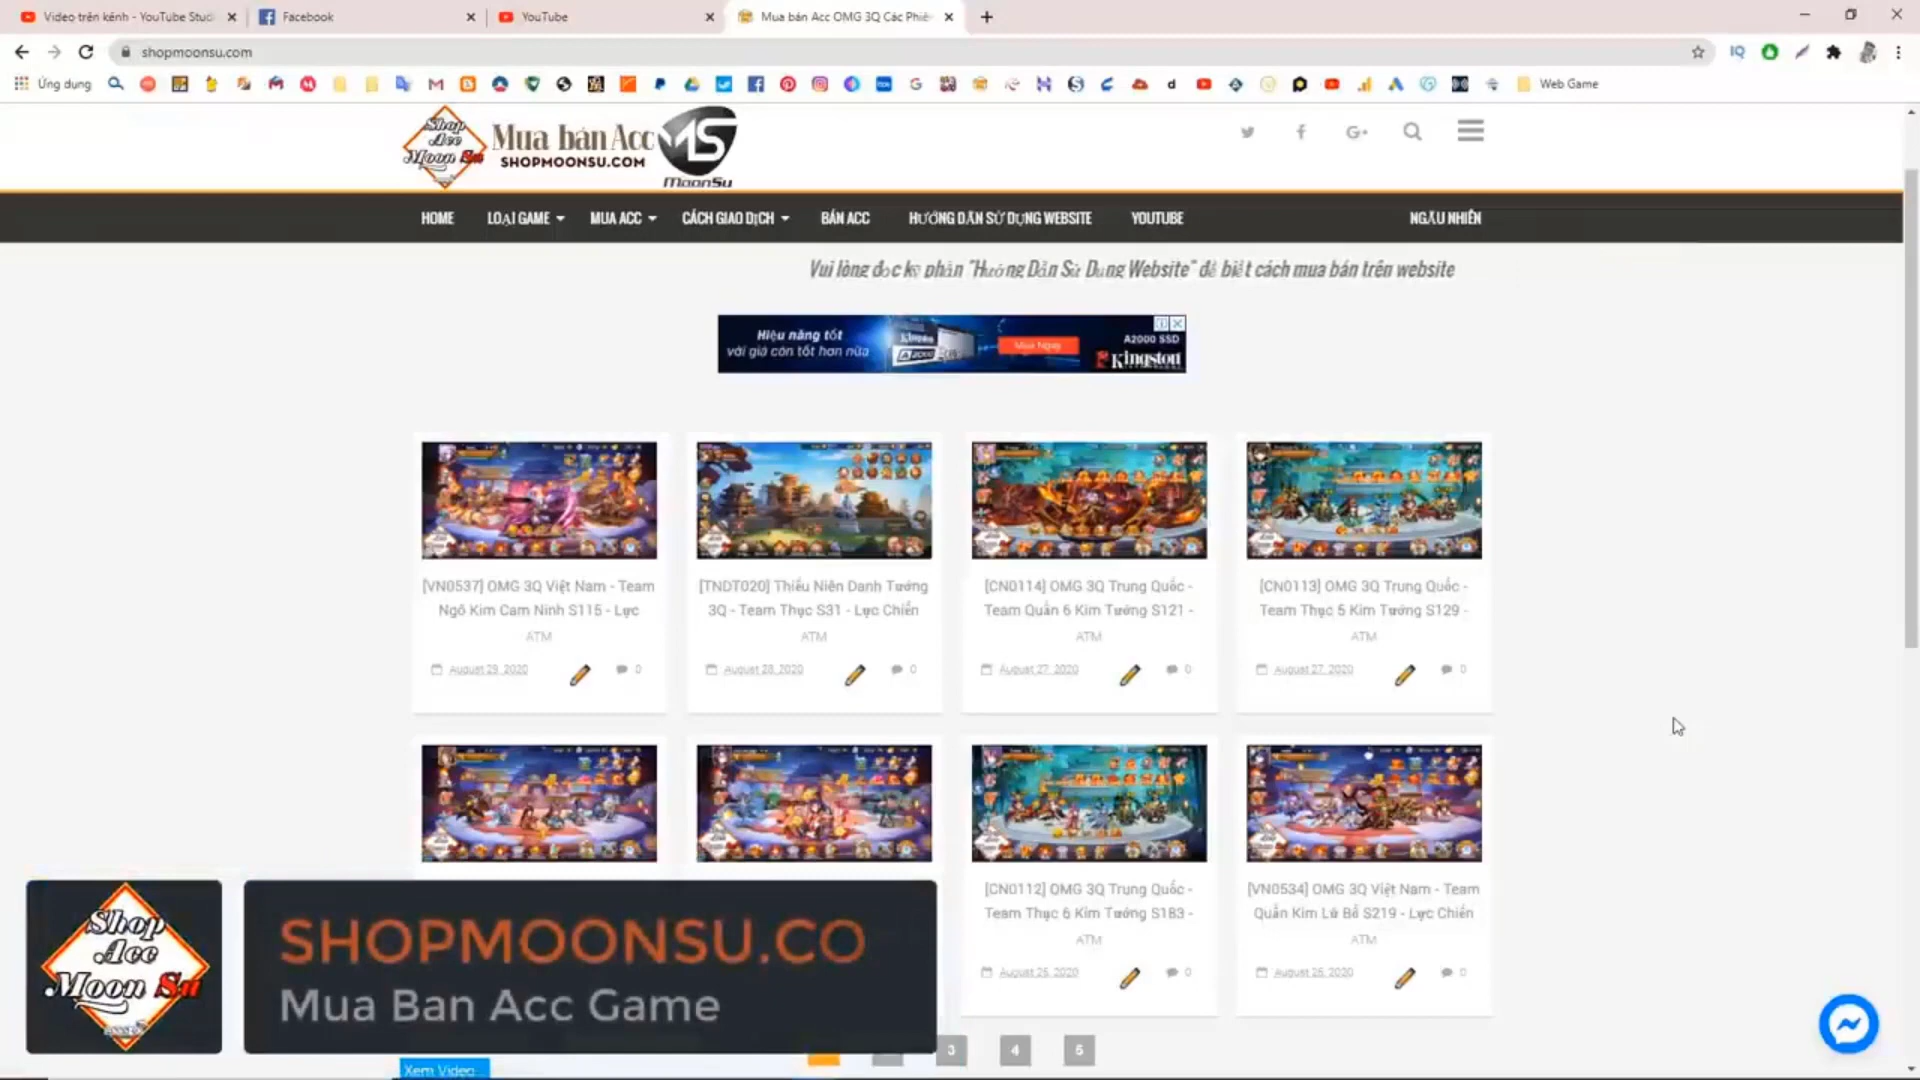 Video trên kênh - YouTube Stud
Facebook
YouTube
Mua bán Acc OMG 3Q Các Phiê
shopmoonsu.com
Ứng dụng
Web Game
Shop
Acc
Moon Su
Mua bán Acc
SHOPMOONSU.COM
MS
MoonSu
HOME
LOẠI GAME
MUA ACC
CÁCH GIAO DỊCH
BÁN ACC
HƯỚNG DẪN SỬ DỤNG WEBSITE
YOUTUBE
NGẪU NHIÊN
Vui lòng đọc kỹ phần "Hướng Dẫn Sử Dụng Website" để biết cách mua bán trên website
Hiệu năng tốt
với giá còn tốt hơn nữa
Mua Ngay
A2000 SSD
Kingston
[VN0537] OMG 3Q Việt Nam - Team
Ngô Kim Cam Ninh S115 - Lực
ATM
August 29, 2020
0
[TNDT020] Thiếu Niên Danh Tướng
3Q - Team Thục S31 - Lực Chiến
ATM
August 28, 2020
0
[CN0114] OMG 3Q Trung Quốc -
Team Quần 6 Kim Tướng S121 -
ATM
August 27, 2020
0
[CN0113] OMG 3Q Trung Quốc -
Team Thục 5 Kim Tướng S129 -
ATM
August 27, 2020
0
[CN0112] OMG 3Q Trung Quốc -
Team Thục 6 Kim Tướng S183 -
ATM
August 25, 2020
0
[VN0534] OMG 3Q Việt Nam - Team
Quần Kim Lữ Bố S219 - Lực Chiến
ATM
August 25, 2020
0
Shop
Acc
Moon Su
SHOPMOONSU.CO
Mua Ban Acc Game
3
4
5
Xem Video...